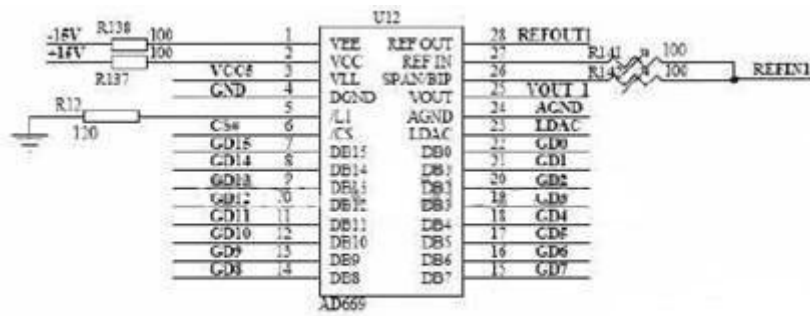 U12
-15V R138 100 1 VEE REF OUT 28 REFOUT1
+15V 100 2 VCC REF IN 27 R141 100
R137 VCC5 3 VLL SPAN/BIP 26 100 REFIN1
GND 4 DGND VOUT 25 VOUT_1
R12 120 5 /L1 AGND 24 AGND
6 /CS LDAC 23 LDAC
GD15 7 DB15 DB0 22 GD0
GD14 8 DB14 DB1 21 GD1
GD13 9 DB13 DB2 20 GD2
GD12 10 DB12 DB3 19 GD3
GD11 11 DB11 DB4 18 GD4
GD10 12 DB10 DB5 17 GD5
GD9 13 DB9 DB6 16 GD6
GD8 14 DB8 DB7 15 GD7
AD669